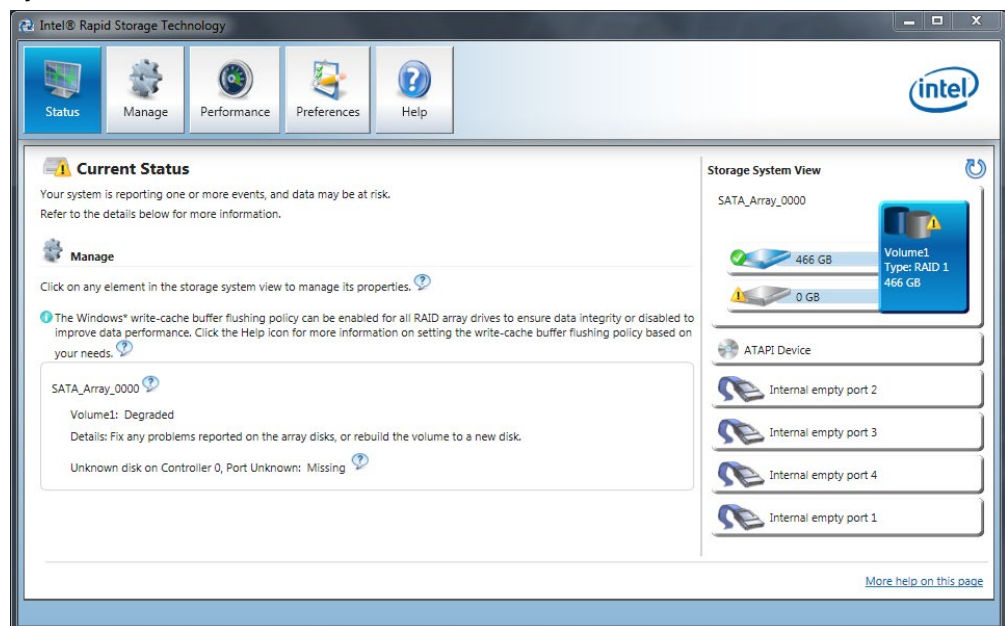 Intel® Rapid Storage Technology
Status
Manage
Performance
Preferences
Help
intel
Current Status
Your system is reporting one or more events, and data may be at risk.
Refer to the details below for more information.
Manage
Click on any element in the storage system view to manage its properties.
The Windows* write-cache buffer flushing policy can be enabled for all RAID array drives to ensure data integrity or disabled to
improve data performance. Click the Help icon for more information on setting the write-cache buffer flushing policy based on
your needs.
SATA_Array_0000
Volume1: Degraded
Details: Fix any problems reported on the array disks, or rebuild the volume to a new disk.
Unknown disk on Controller 0, Port Unknown: Missing
Storage System View
SATA_Array_0000
466 GB
0 GB
Volume1
Type: RAID 1
466 GB
ATAPI Device
Internal empty port 2
Internal empty port 3
Internal empty port 4
Internal empty port 1
More help on this page